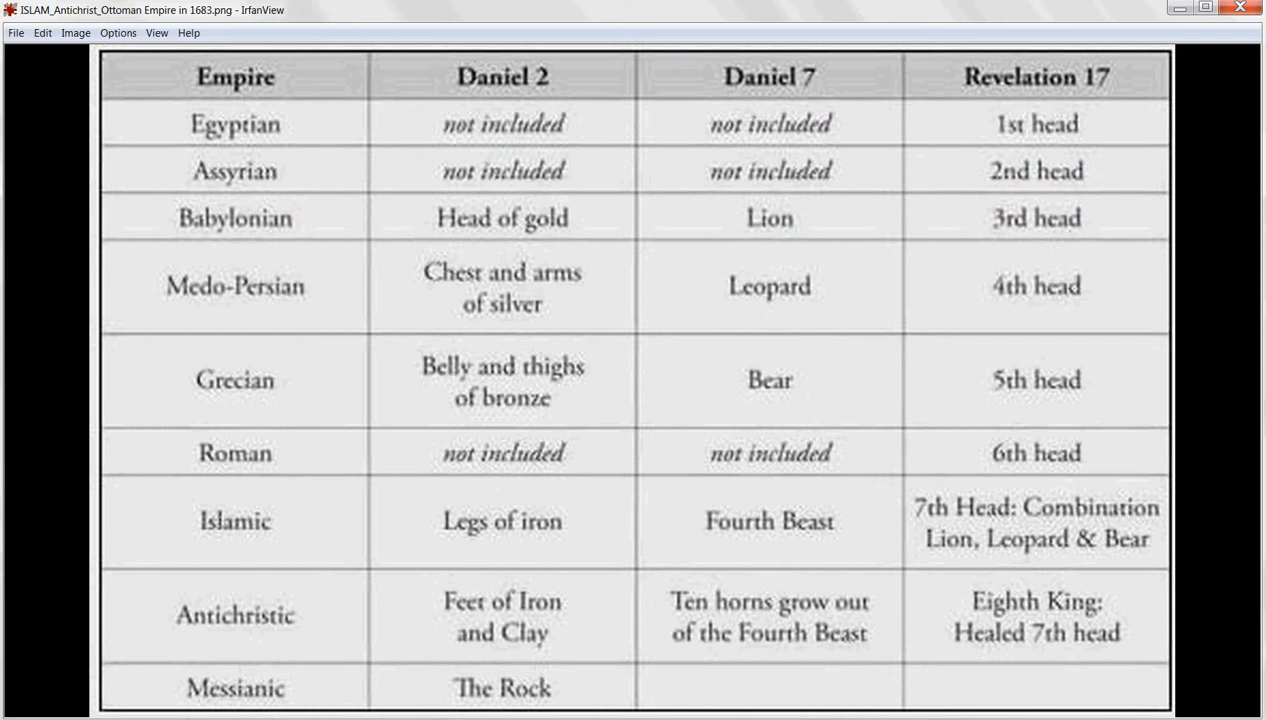 ISLAM_Antichrist_Ottoman Empire in 1683.png - IrfanView
File Edit Image Options View Help
Empire Daniel 2 Daniel 7 Revelation 17
Egyptian not included not included 1st head
Assyrian not included not included 2nd head
Babylonian Head of gold Lion 3rd head
Medo-Persian Chest and arms of silver Leopard 4th head
Grecian Belly and thighs of bronze Bear 5th head
Roman not included not included 6th head
Islamic Legs of iron Fourth Beast 7th Head: Combination Lion, Leopard & Bear
Antichristic Feet of Iron and Clay Ten horns grow out of the Fourth Beast Eighth King: Healed 7th head
Messianic The Rock